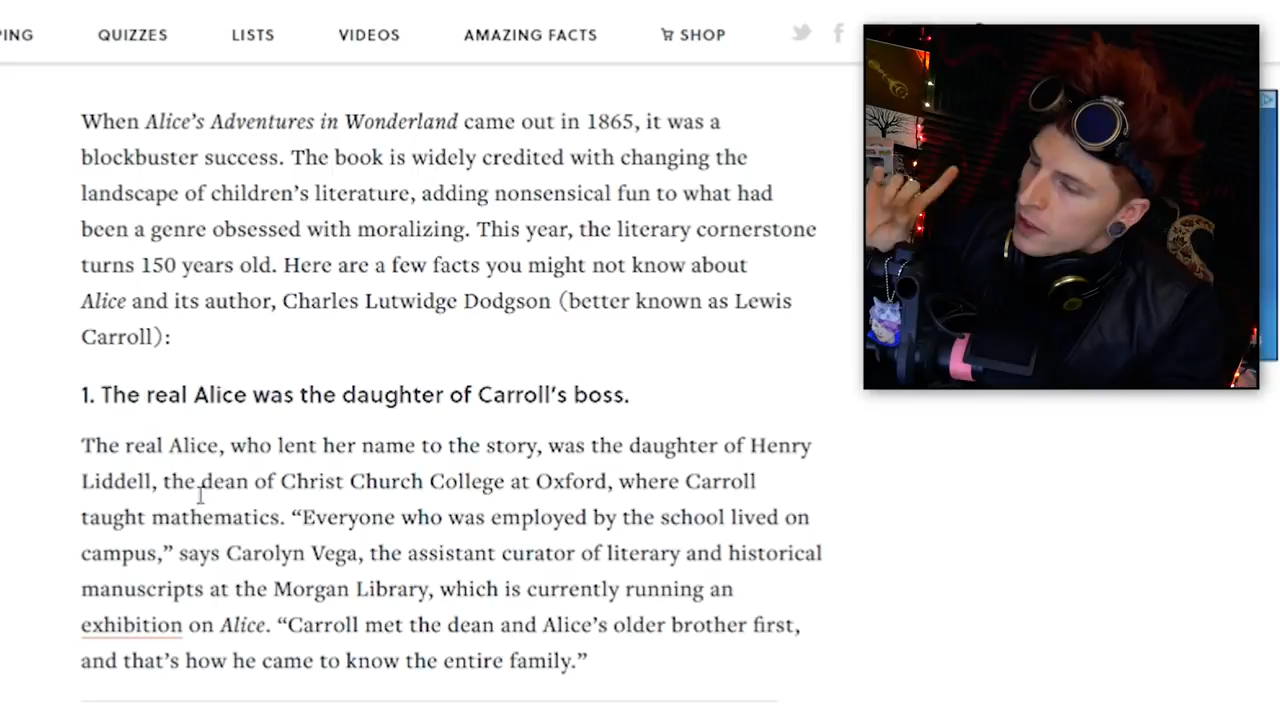 PING QUIZZES LISTS VIDEOS AMAZING FACTS SHOP
When Alice’s Adventures in Wonderland came out in 1865, it was a
blockbuster success. The book is widely credited with changing the
landscape of children’s literature, adding nonsensical fun to what had
been a genre obsessed with moralizing. This year, the literary cornerstone
turns 150 years old. Here are a few facts you might not know about
Alice and its author, Charles Lutwidge Dodgson (better known as Lewis
Carroll):
1. The real Alice was the daughter of Carroll’s boss.
The real Alice, who lent her name to the story, was the daughter of Henry
Liddell, the dean of Christ Church College at Oxford, where Carroll
taught mathematics. “Everyone who was employed by the school lived on
campus,” says Carolyn Vega, the assistant curator of literary and historical
manuscripts at the Morgan Library, which is currently running an
exhibition on Alice. “Carroll met the dean and Alice’s older brother first,
and that’s how he came to know the entire family.”